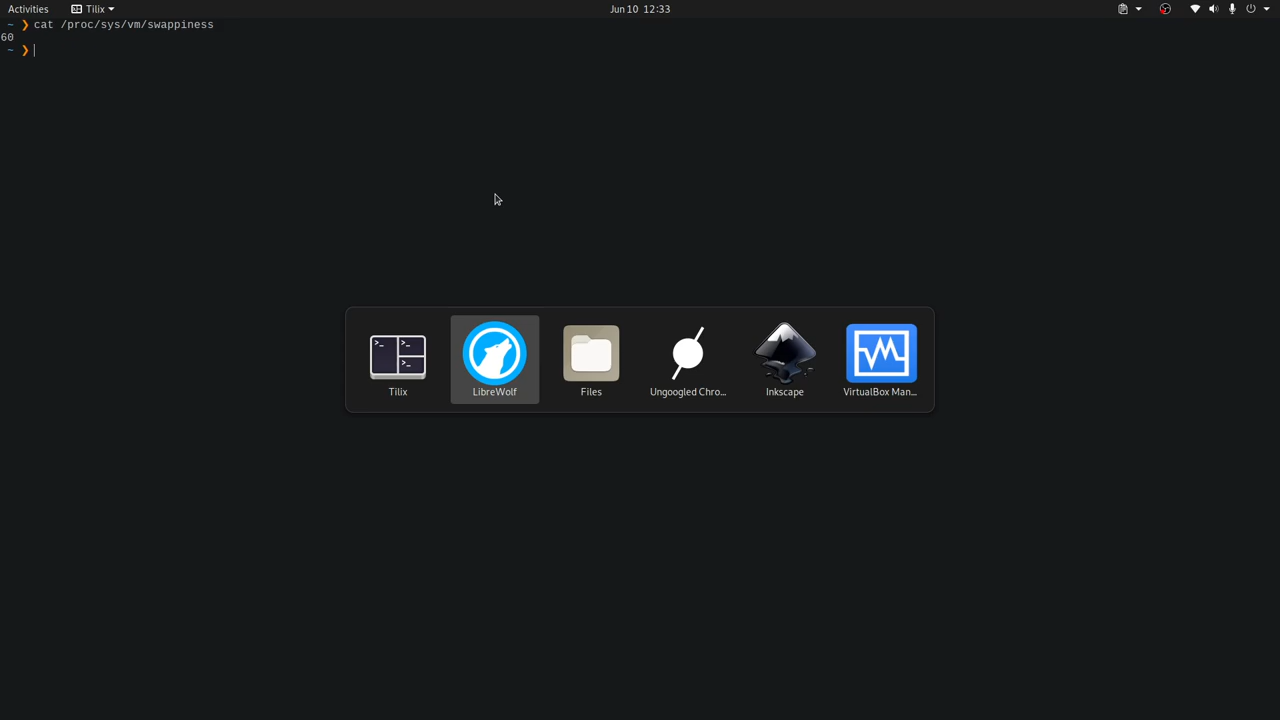 Activities Tilix Jun 10 12:33
~ ❯ cat /proc/sys/vm/swappiness
60
~ ❯
Tilix LibreWolf Files Ungoogled Chro... Inkscape VirtualBox Man...